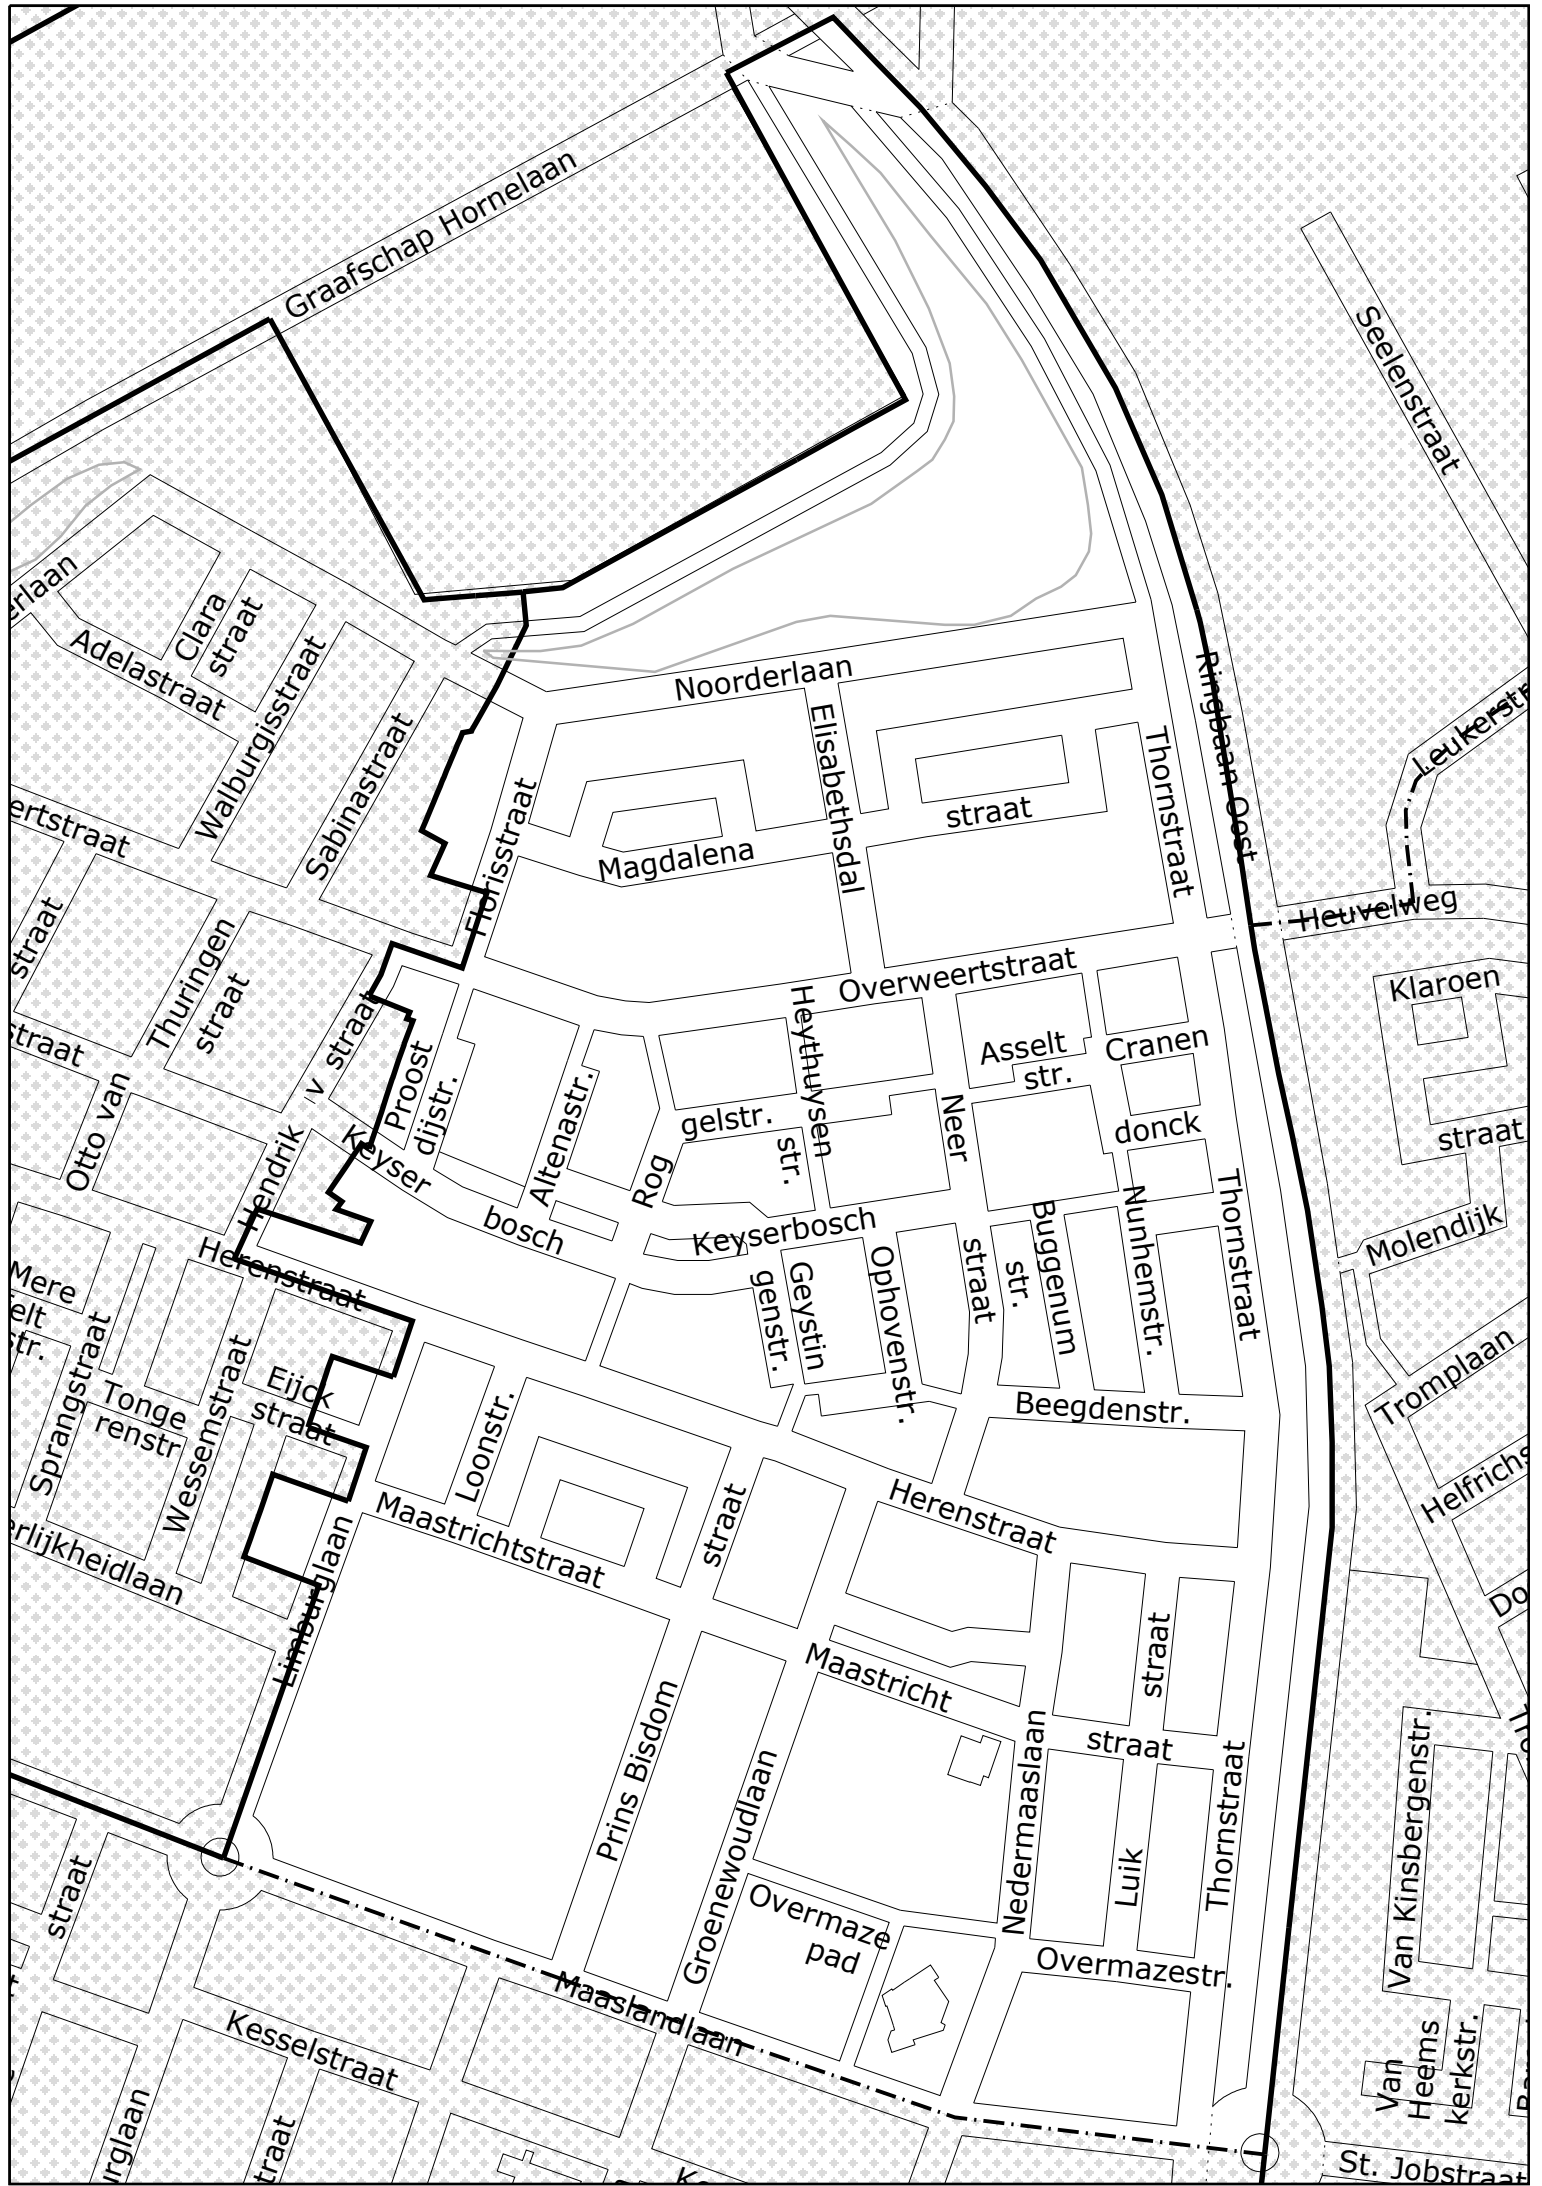 Graafschap Hornelaan
Seelenstraat
erlaan
Clara
straat
Adelastraat
Walburgisstraat
Sabinastraat
ertstraat
Noorderlaan
Elisabethsdal
Ringbaan Oost
Leukerstr
Thornstraat
straat
Magdalena
Florisstraat
Heuvelweg
straat
Thuringen
straat
straat
Overweertstraat
Klaroen
straat
Hendrik v straat
Heythuysen
str.
Asselt
str.
Cranen
donck
Proost
dijstr.
Altenastr.
gelstr.
Rog
Neer
straat
Otto van
Keyser
bosch
Keyserbosch
Buggenum
str.
Nunhemstr.
Thornstraat
Molendijk
Herenstraat
Mere
elt
str.
Geystin
genstr.
Ophovenstr.
Sprangstraat
Tonge
renstr
Wessemstraat
Eijck
straat
Loonstr.
Beegdenstr.
Tromplaan
Helfrichs
Do
Herenstraat
Maastrichtstraat
straat
erlijkheidlaan
Limburglaan
Prins Bisdom
Maastricht
straat
straat
Luik
Nedermaaslaan
Thornstraat
Groenewoudlaan
Van Kinsbergenstr.
Overmaze
pad
Overmazestr.
Maaslandlaan
straat
Kesselstraat
Van
Heems
kerkstr.
urglaan
traat
St. Jobstraat